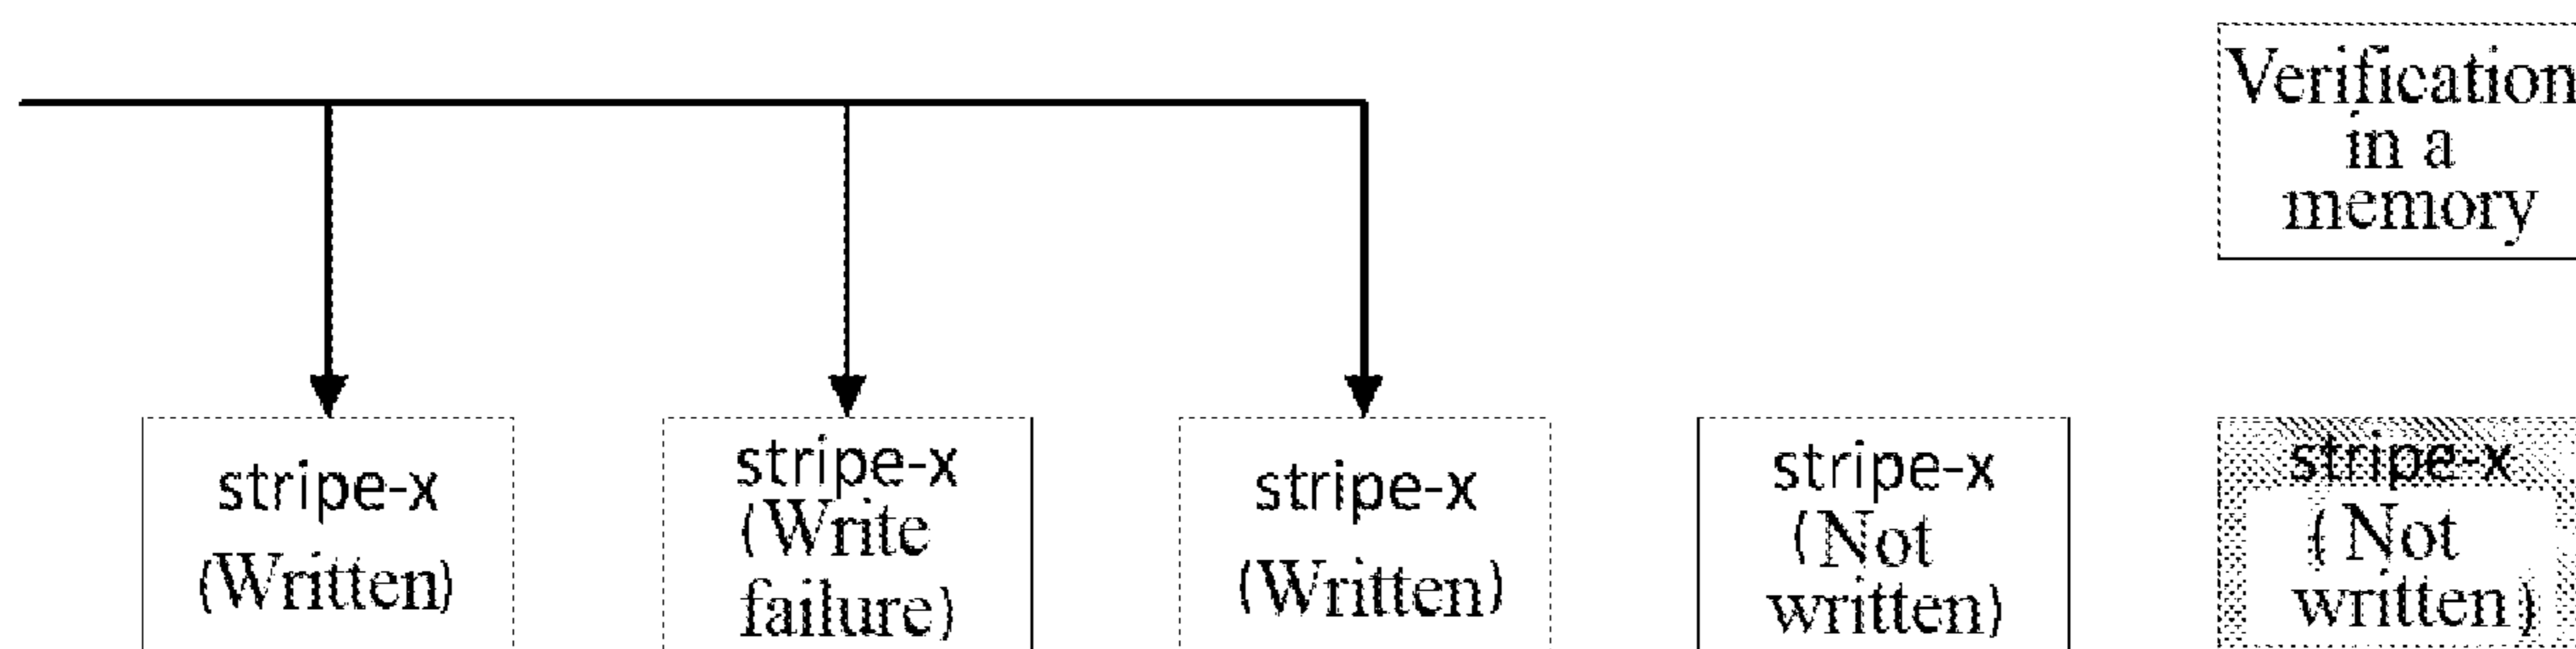 Verification
in a
memory
stripe-x
(Written)
stripe-x
(Write
failure)
stripe-x
(Written)
stripe-x
(Not
written)
stripe-x
(Not
written)